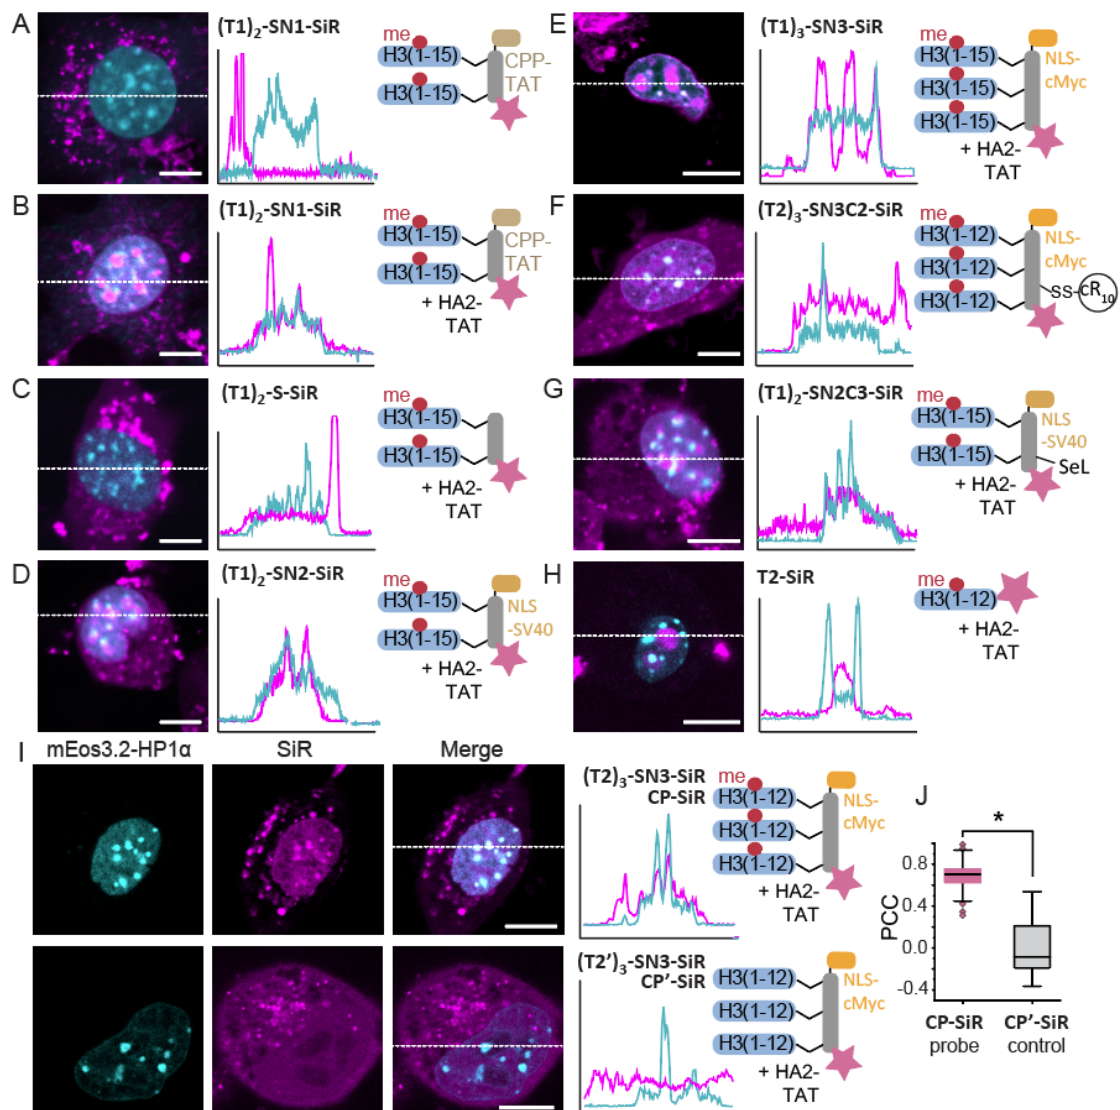 A
(T1)2-SN1-SiR
me
H3(1-15)
H3(1-15)
CPP-
TAT
B
(T1)2-SN1-SiR
me
H3(1-15)
H3(1-15)
CPP-
TAT
+ HA2-
TAT
C
(T1)2-S-SiR
me
H3(1-15)
H3(1-15)
+ HA2-
TAT
D
(T1)2-SN2-SiR
me
H3(1-15)
H3(1-15)
NLS
-SV40
+ HA2-
TAT
E
(T1)3-SN3-SiR
me
H3(1-15)
H3(1-15)
H3(1-15)
NLS-
cMyc
+ HA2-
TAT
F
(T2)3-SN3C2-SiR
me
H3(1-12)
H3(1-12)
H3(1-12)
NLS-
cMyc
ss-cR10
G
(T1)2-SN2C3-SiR
me
H3(1-15)
H3(1-15)
NLS
-SV40
SeL
+ HA2-
TAT
H
T2-SiR
me
H3(1-12)
+ HA2-
TAT
I
mEos3.2-HP1α
SiR
Merge
(T2)3-SN3-SiR
CP-SiR
me
H3(1-12)
H3(1-12)
H3(1-12)
NLS-
cMyc
+ HA2-
TAT
(T2')3-SN3-SiR
CP'-SiR
H3(1-12)
H3(1-12)
H3(1-12)
NLS-
cMyc
+ HA2-
TAT
J
*
PCC
0.8
0.4
0.0
-0.4
CP-SiR
probe
CP'-SiR
control